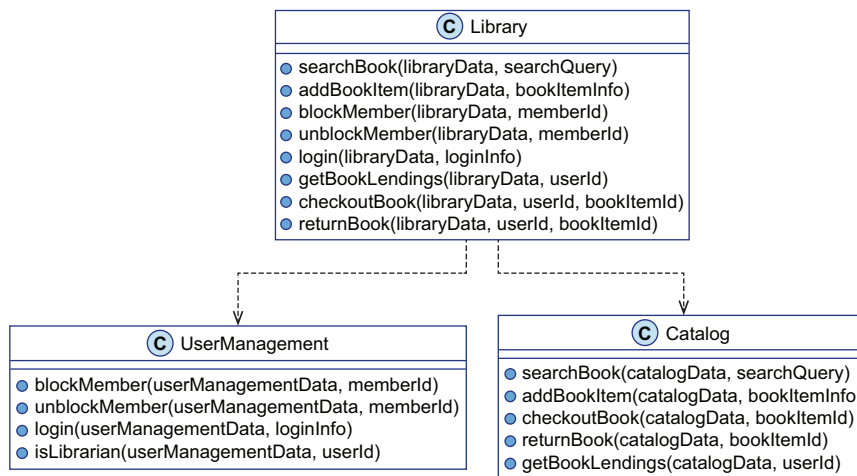 C Library
searchBook(libraryData, searchQuery)
addBookItem(libraryData, bookItemInfo)
blockMember(libraryData, memberId)
unblockMember(libraryData, memberId)
login(libraryData, loginInfo)
getBookLendings(libraryData, userId)
checkoutBook(libraryData, userId, bookItemId)
returnBook(libraryData, userId, bookItemId)
C UserManagement
blockMember(userManagementData, memberId)
unblockMember(userManagementData, memberId)
login(userManagementData, loginInfo)
isLibrarian(userManagementData, userId)
C Catalog
searchBook(catalogData, searchQuery)
addBookItem(catalogData, bookItemInfo
checkoutBook(catalogData, bookItemId)
returnBook(catalogData, bookItemId)
getBookLendings(catalogData, userId)